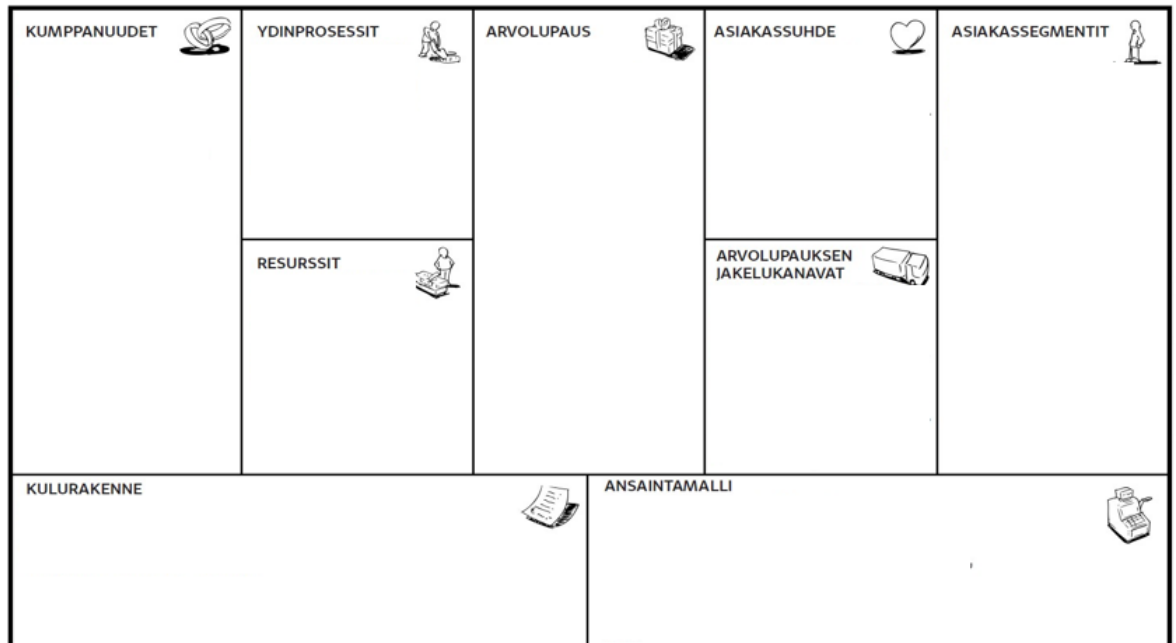 KUMPPANUUDET
YDINPROSESSIT
ARVOLUPAUS
ASIAKASSUHDE
ASIAKASSEGMENTIT
RESURSSIT
ARVOLUPAUKSEN
JAKELUKANAVAT
KULURAKENNE
ANSAINTAMALLI